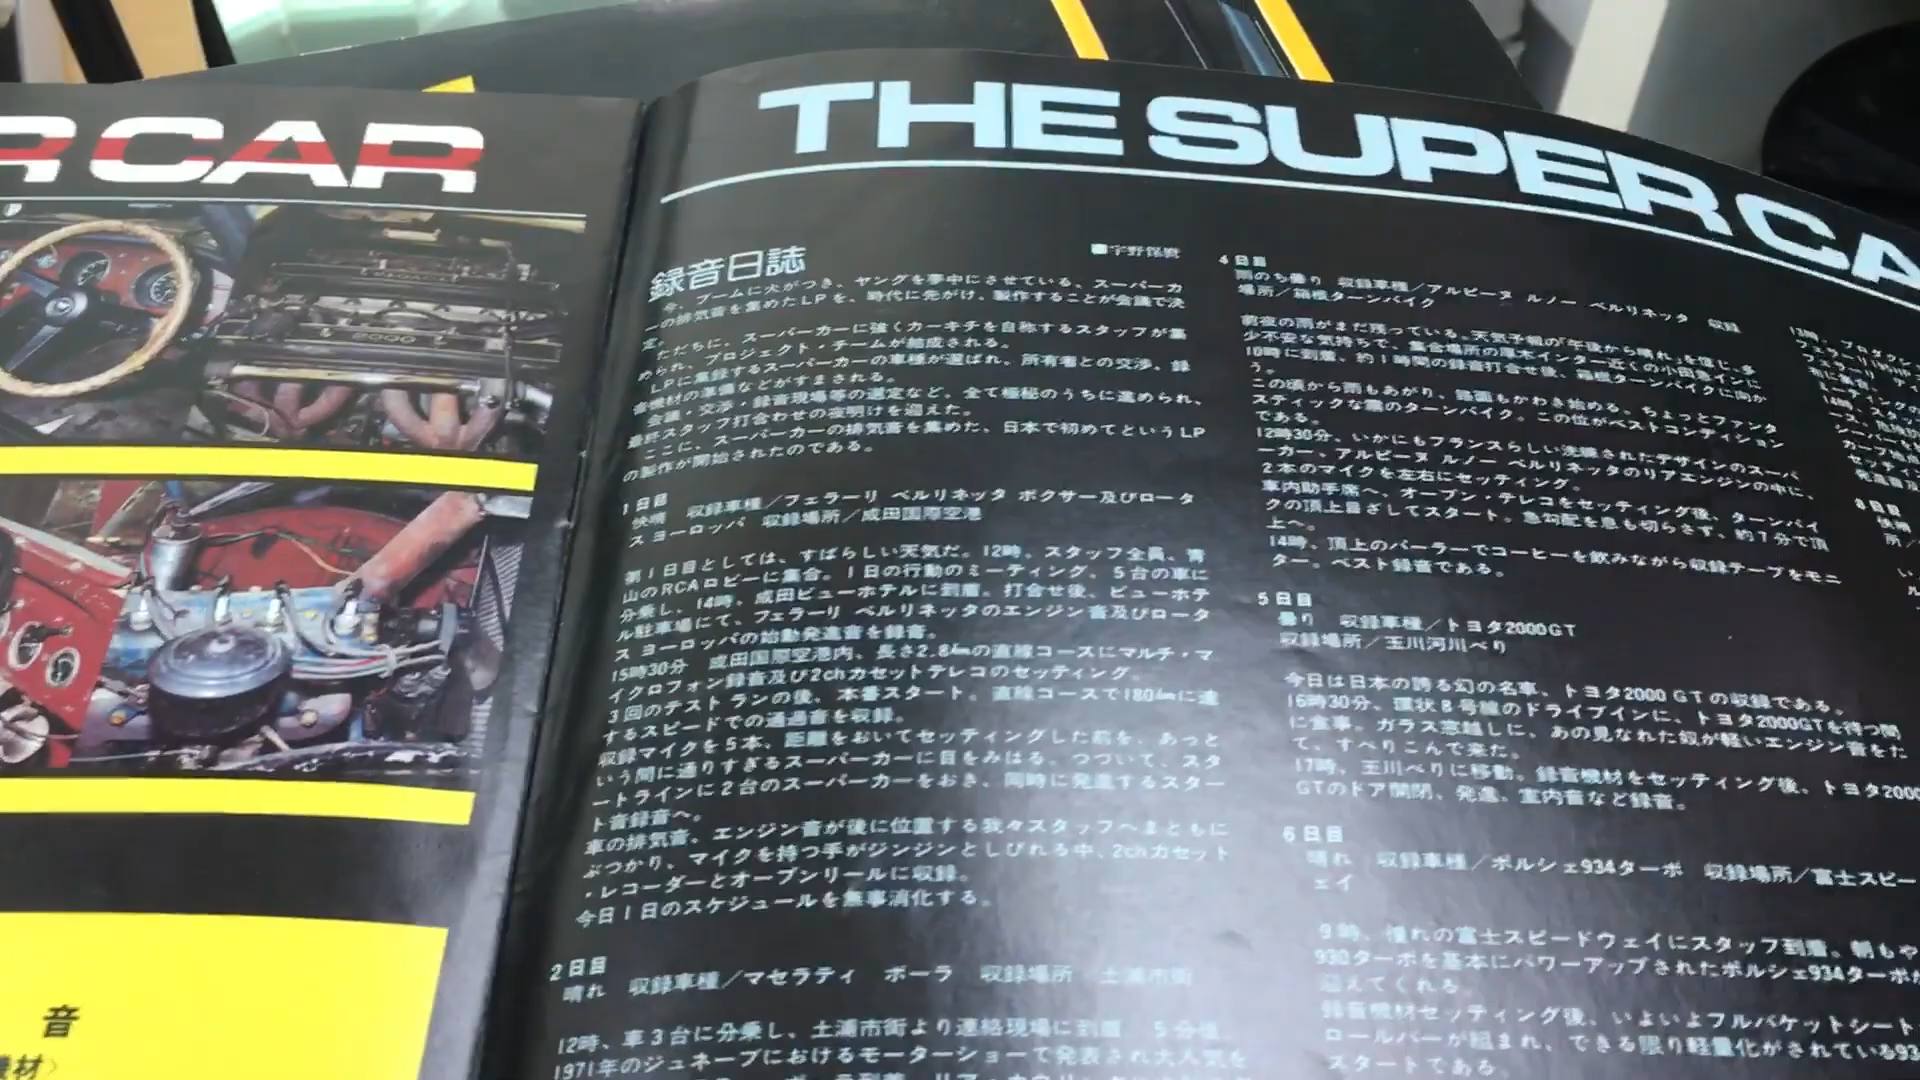 R CAR
2000
音
機材〉
THE SUPER CA
録音日誌
■宇野保麿
今、ブームに火がつき、ヤングを夢中にさせている、スーパーカ
ーの排気音を集めたLPを、時代に先がけ、製作することが会議で決
定。
ただちに、スーパーカーに強くカーキチを自称するスタッフが集
められ、プロジェクト・チームが結成される。
LPに集録するスーパーカーの車種が選ばれ、所有者との交渉、録
音機材の準備などがすまされる。
会議・交渉・録音現場等の選定など、全て極秘のうちに進められ、
最終スタッフ打合わせの夜明けを迎えた。
ここに、スーパーカーの排気音を集めた、日本で初めてというLP
の製作が開始されたのである。
1日目
快晴 収録車種／フェラーリ ベルリネッタ ボクサー及びロータ
ス ヨーロッパ 収録場所／成田国際空港
第1日目としては、すばらしい天気だ。12時、スタッフ全員、青
山のRCAロビーに集合。1日の行動のミーティング。5台の車に
分乗し、14時、成田ビューホテルに到着。打合せ後、ビューホテ
ル駐車場にて、フェラーリ ベルリネッタのエンジン音及びロータ
ス ヨーロッパの始動発進音を録音。
15時30分 成田国際空港内、長さ2.8㎞の直線コースにマルチ・マ
イクロフォン録音及び2chカセットテレコのセッティング。
3回のテストランの後、本番スタート。直線コースで180㎞に達
するスピードでの通過音を収録。
収録マイクを5本、距離をおいてセッティングした前を、あっと
いう間に通りすぎるスーパーカーに目をみはる。つづいて、スタ
ートラインに2台のスーパーカーをおき、同時に発進するスター
ト音録音へ。
車の排気音。エンジン音が後に位置する我々スタッフへまともに
ぶつかり、マイクを持つ手がジンジンとしびれる中、2chカセット
・レコーダーとオープンリールに収録。
今日1日のスケジュールを無事消化する。
2日目
晴れ 収録車種／マセラティ ボーラ 収録場所 土浦市街
12時、車3台に分乗し、土浦市街より連絡現場に到着 5分後、
1971年のジュネーブにおけるモーターショーで発表され大人気を
4日目
雨のち曇り 収録車種／アルピーヌ ルノー ベルリネッタ 収録
場所／箱根ターンパイク
前夜の雨がまだ残っている。天気予報の「午後から晴れ」を信じ、多
少不安な気持ちで、集合場所の厚木インター近くの小田急インに
10時に到着、約1時間の録音打合せ後、箱根ターンパイクに向か
う。
この頃から雨もあがり、路面もかわき始める。ちょっとファンタ
スティックな霧のターンパイク。この位がベストコンディション
である。
12時30分、いかにもフランスらしい洗練されたデザインのスーパ
ーカー、アルピーヌ ルノー ベルリネッタのリアエンジンの中に、
2本のマイクを左右にセッティング。
車内助手席へ、オープン・テレコをセッティング後、ターンパイ
クの頂上目ざしてスタート。急勾配を息も切らさず、約7分で頂
上へ。
14時、頂上のパーラーでコーヒーを飲みながら収録テープをモニ
ター。ベスト録音である。
5日目
曇り 収録車種／トヨタ2000GT
収録場所／玉川河川べり
今日は日本の誇る幻の名車、トヨタ2000 GTの収録である。
16時30分、環状8号線のドライブインに、トヨタ2000GTを待つ間
に食事。ガラス窓越しに、あの見なれた奴が軽いエンジン音をた
て、すべりこんで来た。
17時、玉川べりに移動。録音機材をセッティング後、トヨタ2000
GTのドア開閉、発進、室内音など録音。
6日目
晴れ 収録車種／ポルシェ934ターボ 収録場所／富士スピー
ェイ
9時、憧れの富士スピードウェイにスタッフ到着。朝もや
930ターボを基本にパワーアップされたポルシェ934ターボが
迎えてくれる。
録音機材セッティング後、いよいよフルバケットシート
ロールバーが組まれ、できる限り軽量化がされている93
スタートである。
8日目